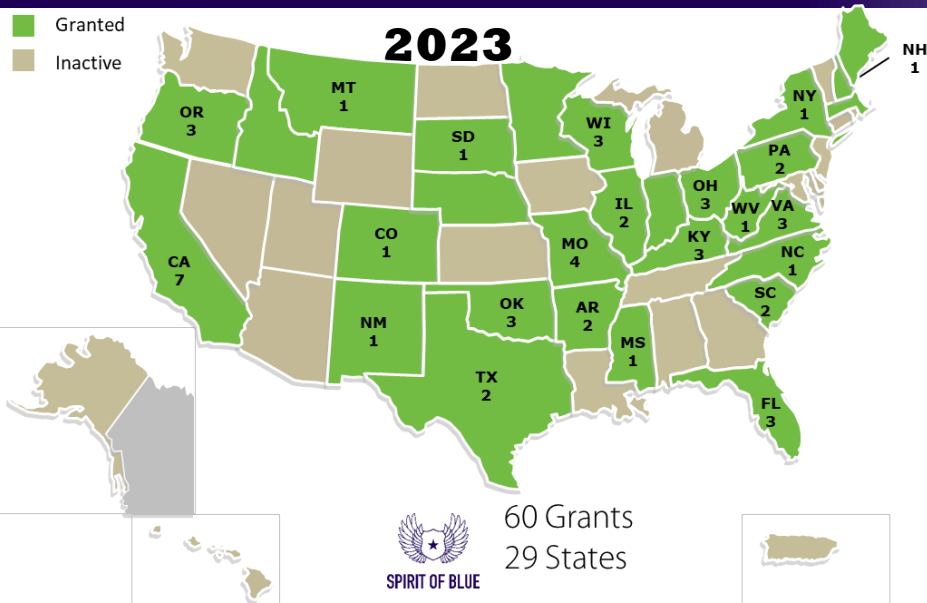 2023
Granted
Inactive
NH
1
MT
1
OR
3
NY
1
WI
3
SD
1
PA
2
OH
3
IL
2
WV
1
VA
3
CO
1
MO
4
KY
3
NC
1
CA
7
SC
2
OK
3
AR
2
NM
1
MS
1
TX
2
FL
3
60 Grants
29 States
SPIRIT OF BLUE